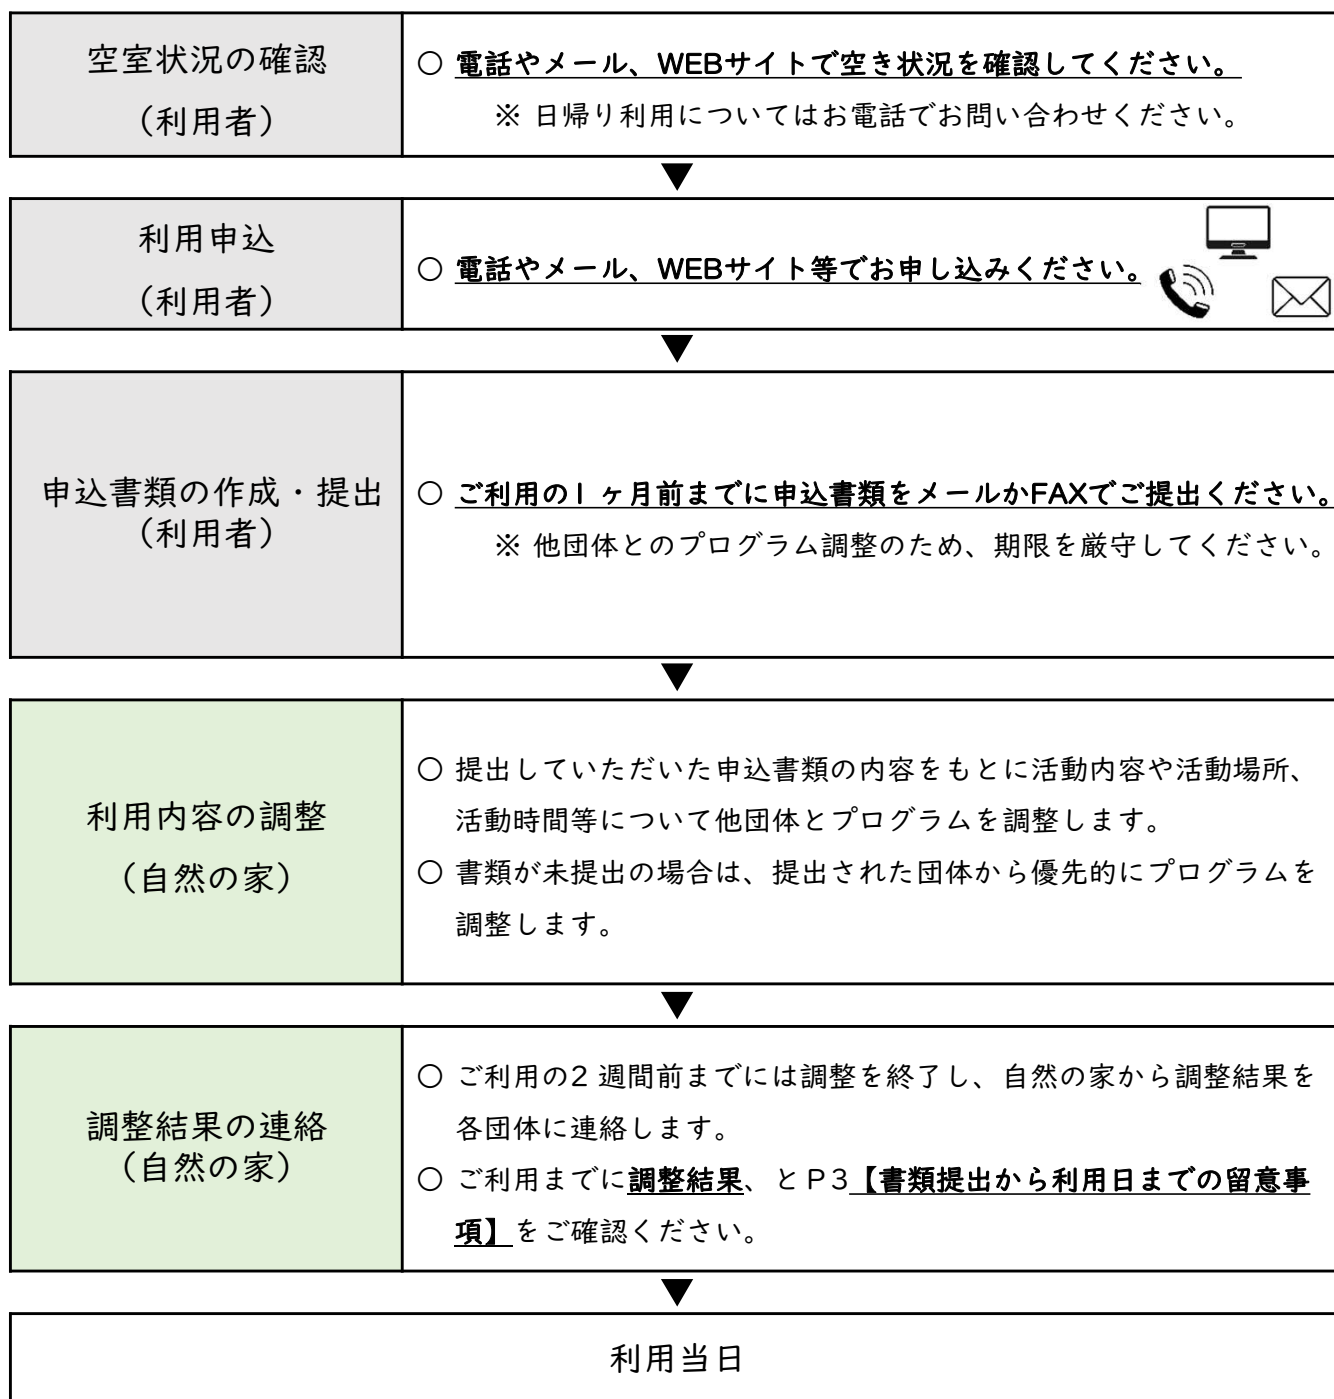 空室状況の確認
（利用者）
○ 電話やメール、WEBサイトで空き状況を確認してください。
※ 日帰り利用についてはお電話でお問い合わせください。
▼
利用申込
（利用者）
○ 電話やメール、WEBサイト等でお申し込みください。
▼
申込書類の作成・提出
（利用者）
○ ご利用の1ヶ月前までに申込書類をメールかFAXでご提出ください。
※ 他団体とのプログラム調整のため、期限を厳守してください。
▼
利用内容の調整
（自然の家）
○ 提出していただいた申込書類の内容をもとに活動内容や活動場所、
活動時間等について他団体とプログラムを調整します。
○ 書類が未提出の場合は、提出された団体から優先的にプログラムを
調整します。
▼
調整結果の連絡
（自然の家）
○ ご利用の2週間前までには調整を終了し、自然の家から調整結果を
各団体に連絡します。
○ ご利用までに調整結果、とP3【書類提出から利用日までの留意事
項】をご確認ください。
▼
利用当日